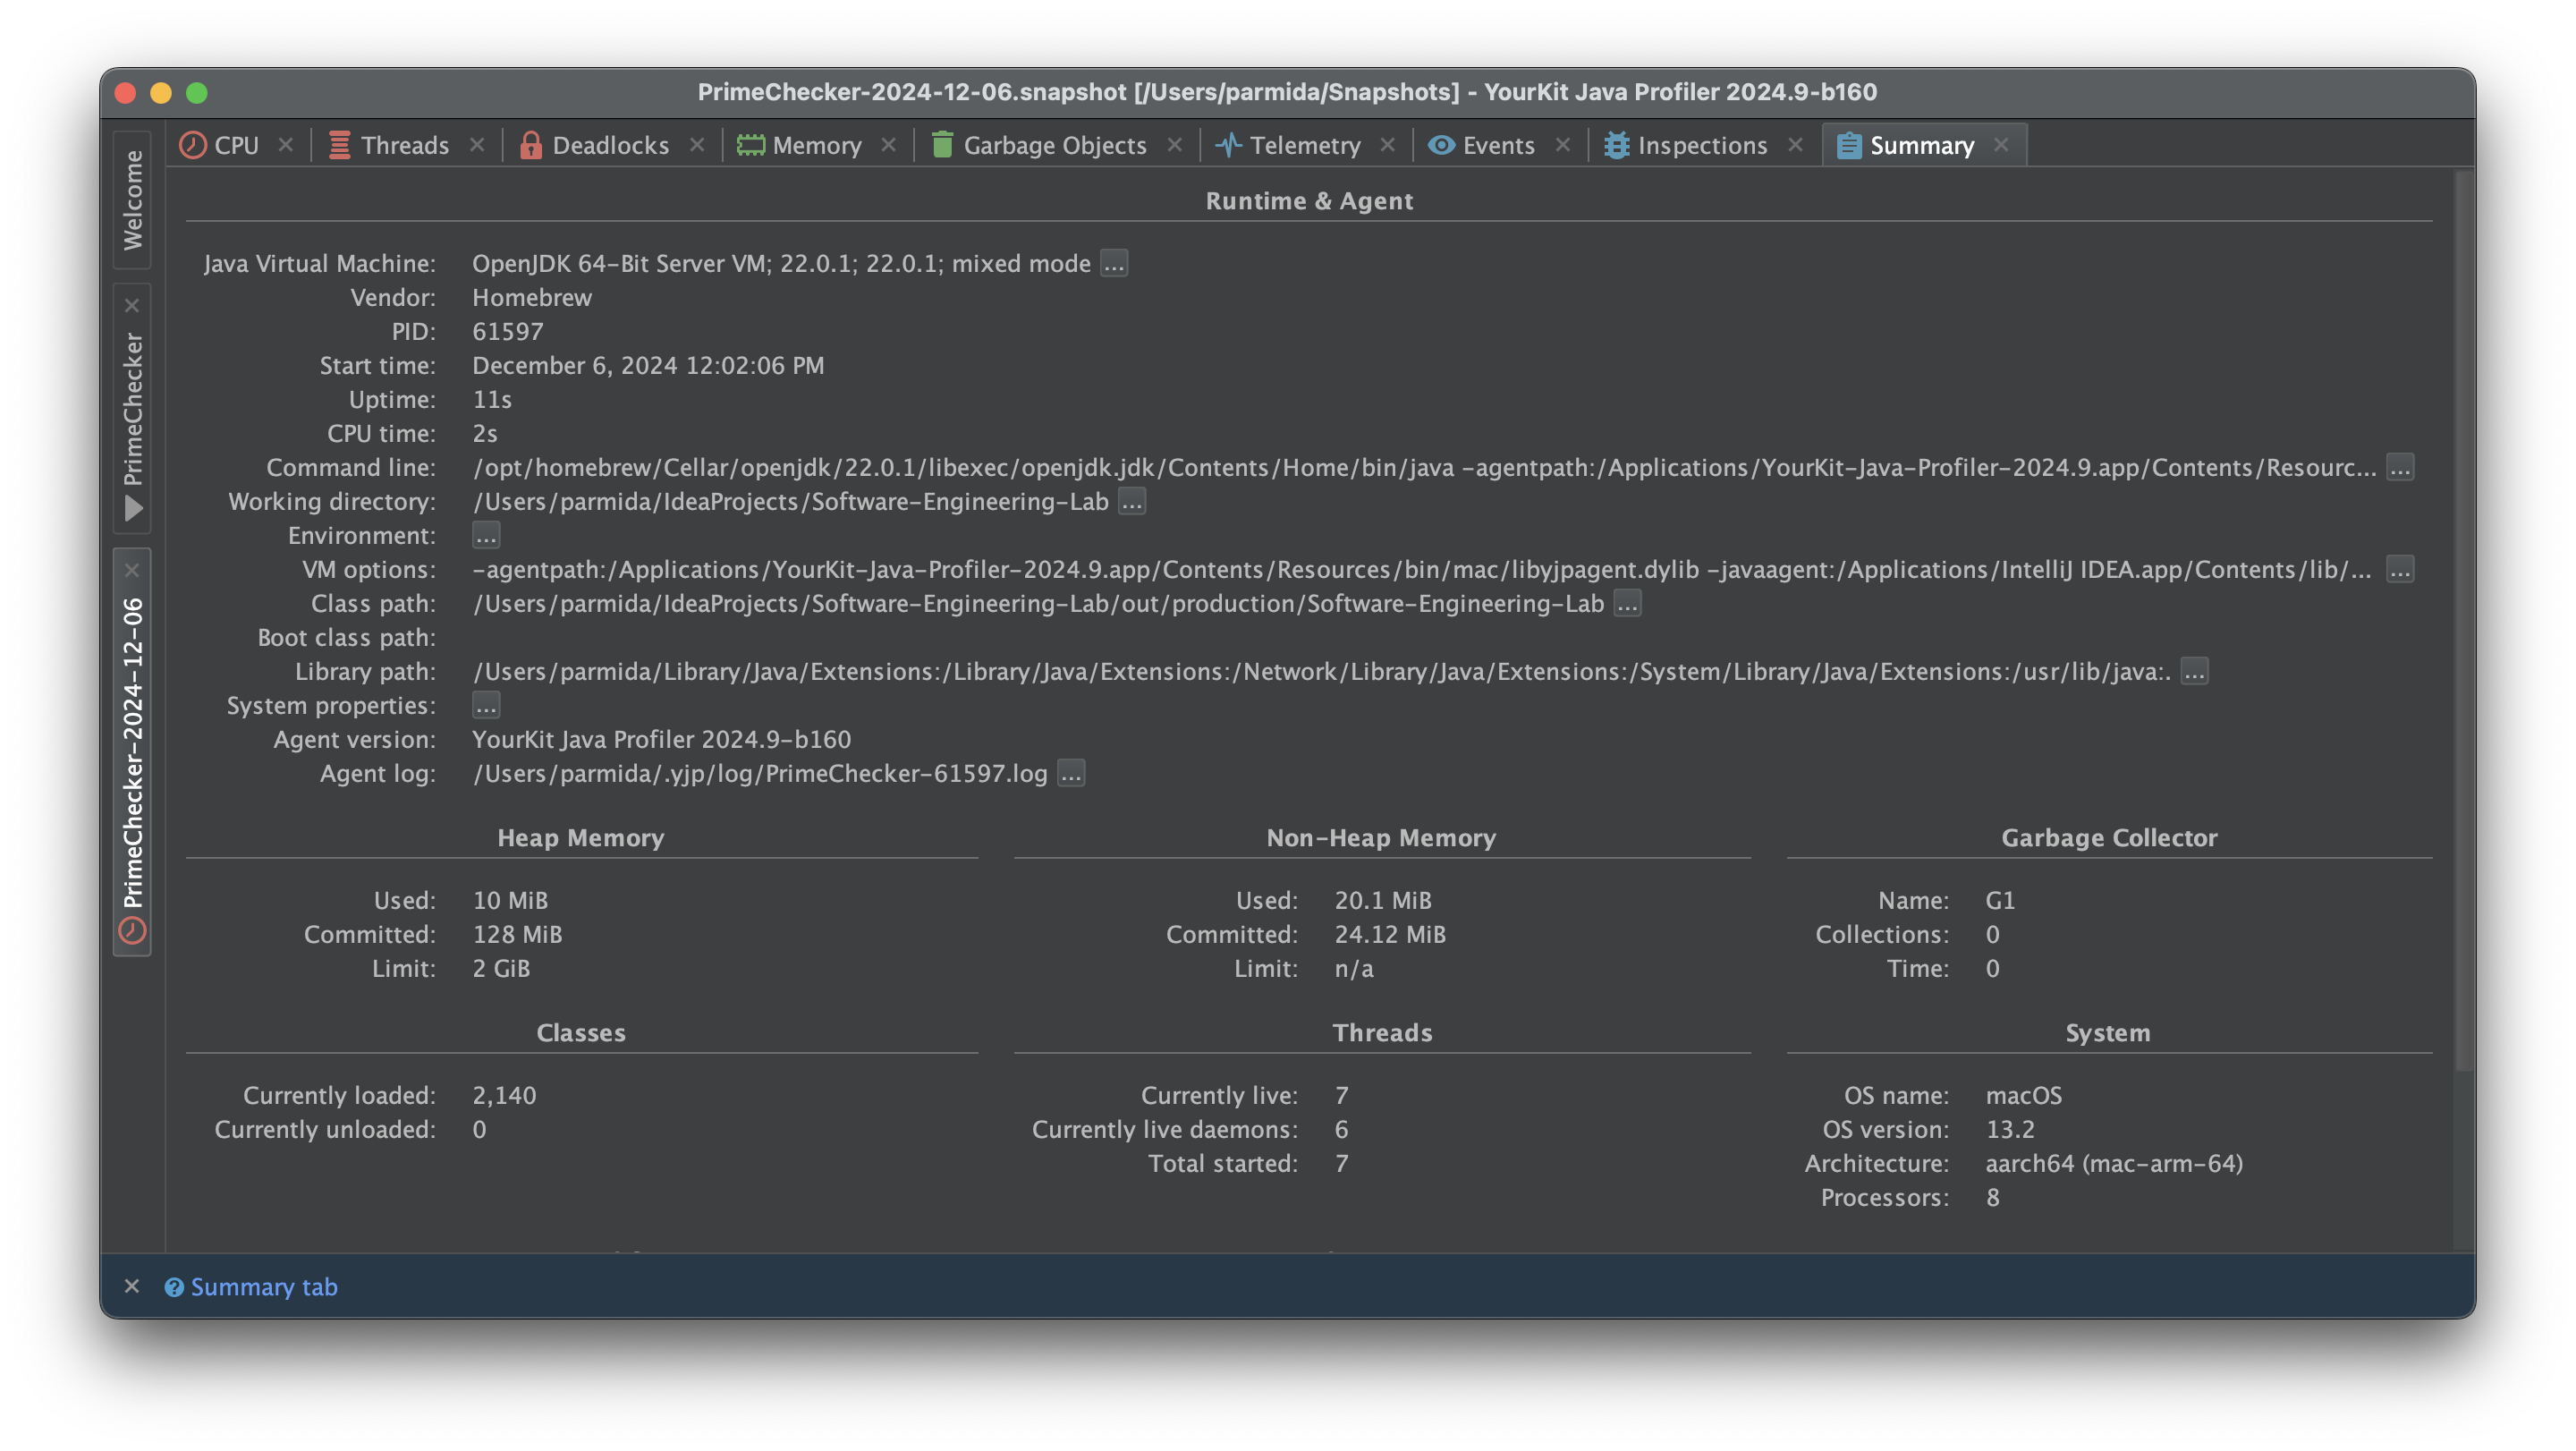 PrimeChecker-2024-12-06.snapshot [/Users/parmida/Snapshots] - YourKit Java Profiler 2024.9-b160
CPU Threads Deadlocks Memory Garbage Objects Telemetry Events Inspections Summary
Welcome
PrimeChecker
PrimeChecker-2024-12-06
Runtime & Agent
Java Virtual Machine: OpenJDK 64-Bit Server VM; 22.0.1; 22.0.1; mixed mode ...
Vendor: Homebrew
PID: 61597
Start time: December 6, 2024 12:02:06 PM
Uptime: 11s
CPU time: 2s
Command line: /opt/homebrew/Cellar/openjdk/22.0.1/libexec/openjdk.jdk/Contents/Home/bin/java -agentpath:/Applications/YourKit-Java-Profiler-2024.9.app/Contents/Resourc... ...
Working directory: /Users/parmida/IdeaProjects/Software-Engineering-Lab ...
Environment: ...
VM options: -agentpath:/Applications/YourKit-Java-Profiler-2024.9.app/Contents/Resources/bin/mac/libyjpagent.dylib -javaagent:/Applications/IntelliJ IDEA.app/Contents/lib/... ...
Class path: /Users/parmida/IdeaProjects/Software-Engineering-Lab/out/production/Software-Engineering-Lab ...
Boot class path:
Library path: /Users/parmida/Library/Java/Extensions:/Library/Java/Extensions:/Network/Library/Java/Extensions:/System/Library/Java/Extensions:/usr/lib/java:. ...
System properties: ...
Agent version: YourKit Java Profiler 2024.9-b160
Agent log: /Users/parmida/.yjp/log/PrimeChecker-61597.log ...
Heap Memory
Used: 10 MiB
Committed: 128 MiB
Limit: 2 GiB
Non-Heap Memory
Used: 20.1 MiB
Committed: 24.12 MiB
Limit: n/a
Garbage Collector
Name: G1
Collections: 0
Time: 0
Classes
Currently loaded: 2,140
Currently unloaded: 0
Threads
Currently live: 7
Currently live daemons: 6
Total started: 7
System
OS name: macOS
OS version: 13.2
Architecture: aarch64 (mac-arm-64)
Processors: 8
Summary tab